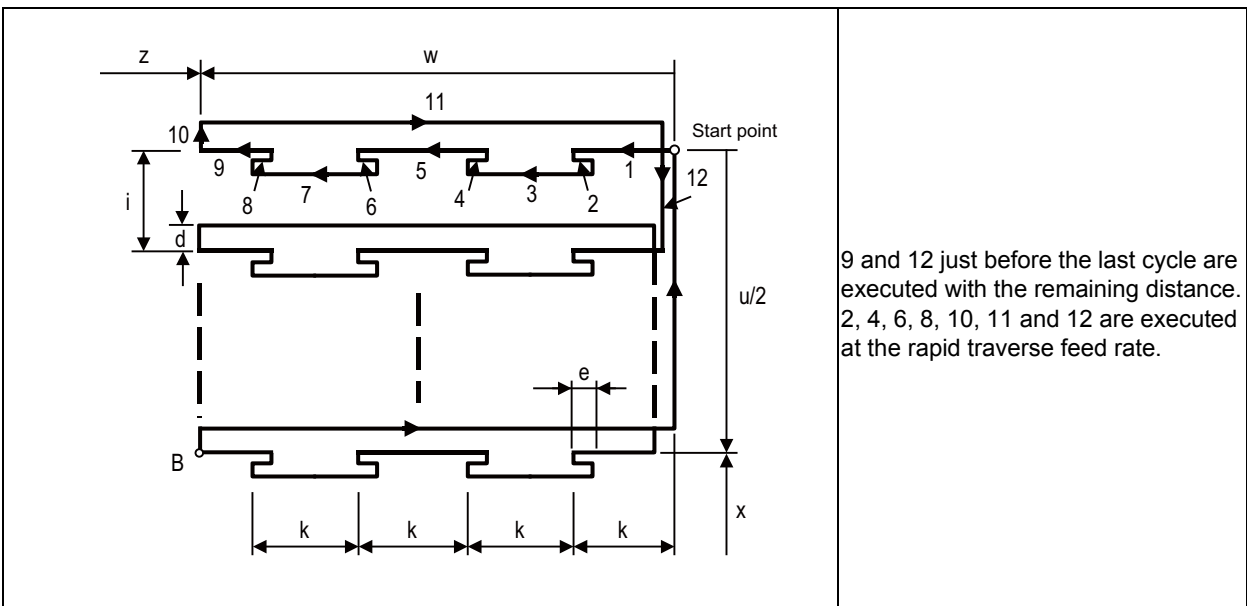 z
w
11
10
Start point
9
8
7
6
5
4
3
2
1
12
i
d
u/2
e
B
x
k
k
k
k
9 and 12 just before the last cycle are
executed with the remaining distance.
2, 4, 6, 8, 10, 11 and 12 are executed
at the rapid traverse feed rate.